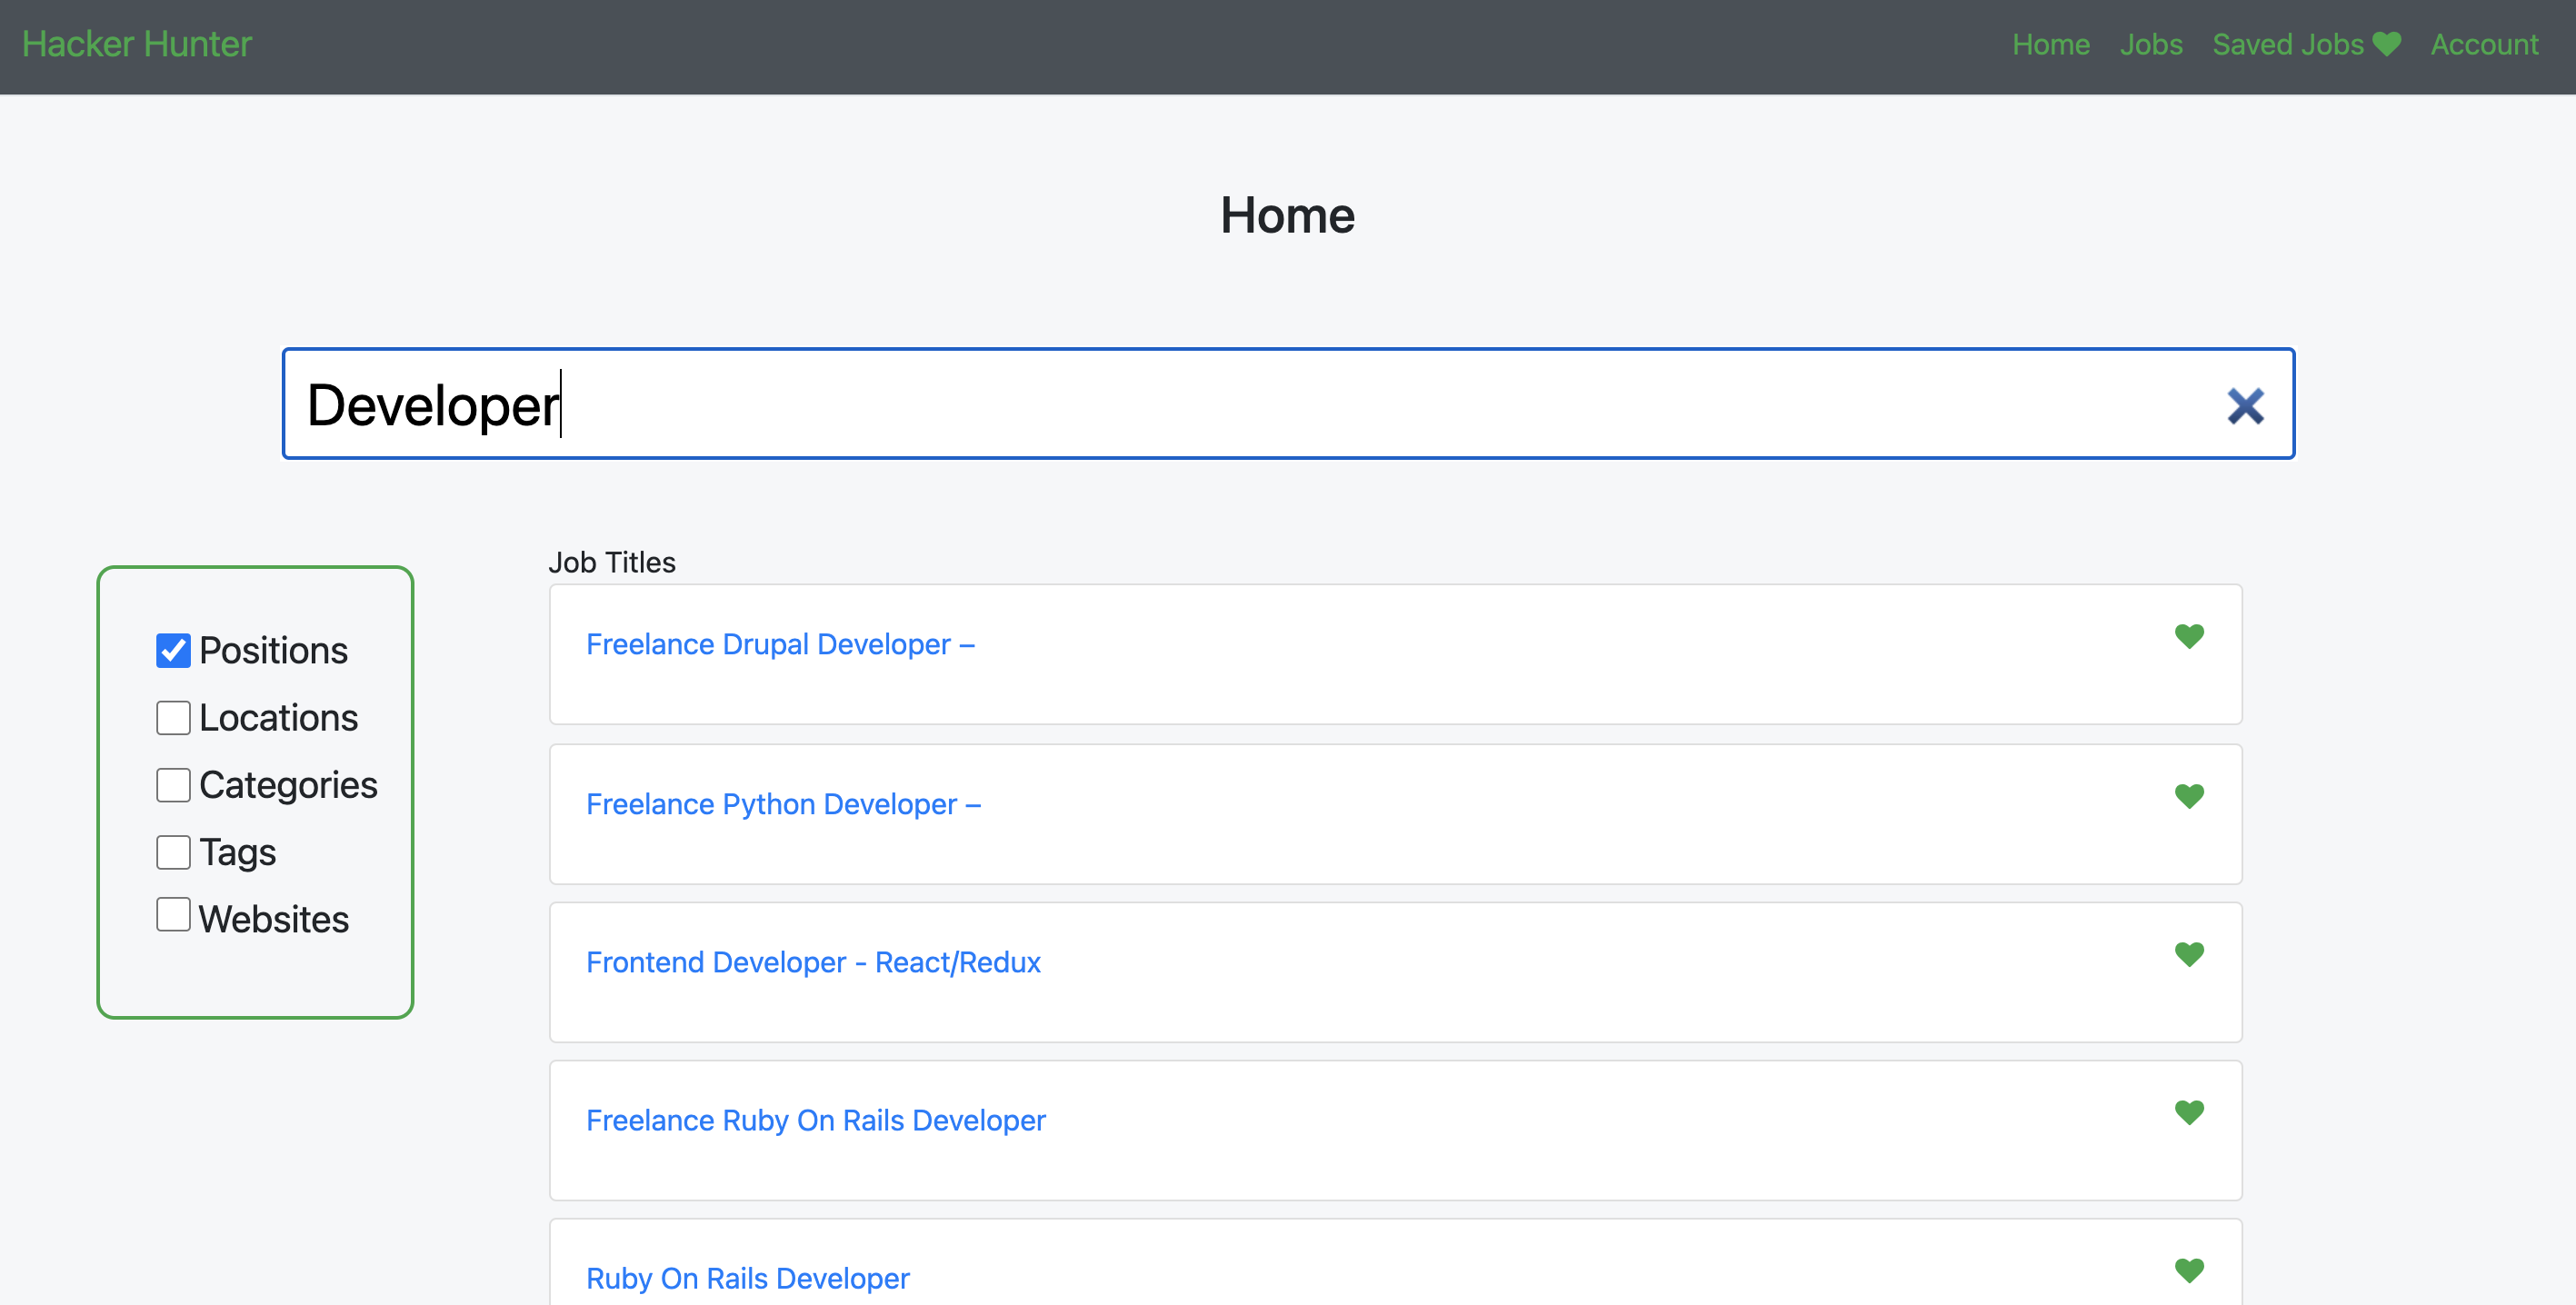 Hacker Hunter
Home Jobs Saved Jobs Account
Home
Developer
Positions
Locations
Categories
Tags
Websites
Job Titles
Freelance Drupal Developer –
Freelance Python Developer –
Frontend Developer - React/Redux
Freelance Ruby On Rails Developer
Ruby On Rails Developer